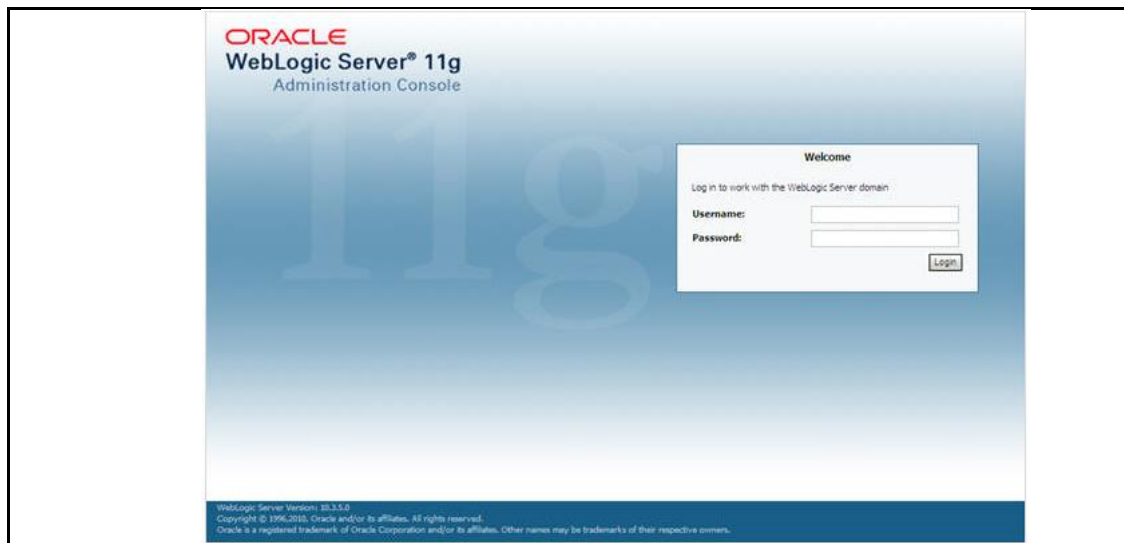 ORACLE
WebLogic Server® 11g
Administration Console
11g
Welcome
Log in to work with the WebLogic Server domain
Username:
Password:
Login
WebLogic Server Version: 10.3.5.0
Copyright © 1996,2010, Oracle and/or its affiliates. All rights reserved.
Oracle is a registered trademark of Oracle Corporation and/or its affiliates. Other names may be trademarks of their respective owners.